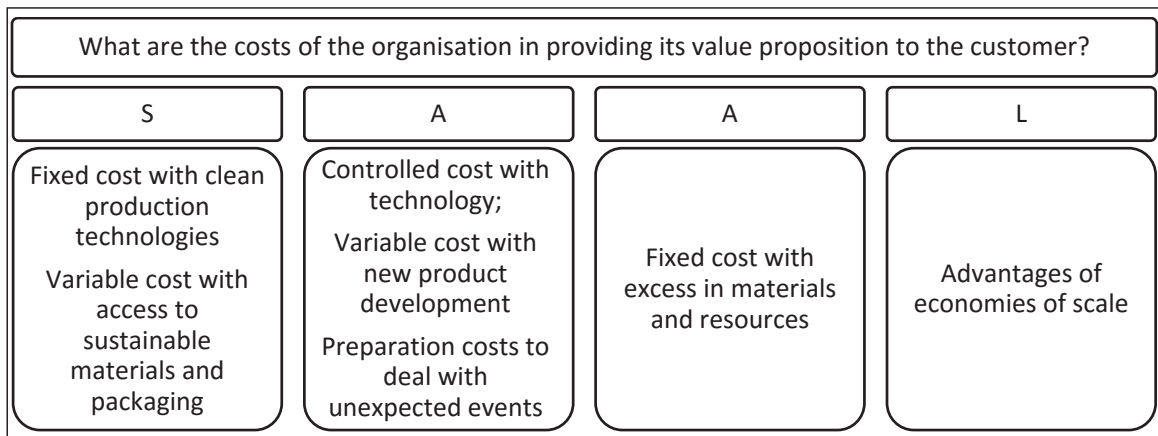 What are the costs of the organisation in providing its value proposition to the customer?
S
A
A
L
Fixed cost with clean
production
technologies
Variable cost with
access to
sustainable
materials and
packaging
Controlled cost with
technology;
Variable cost with
new product
development
Preparation costs to
deal with
unexpected events
Fixed cost with
excess in materials
and resources
Advantages of
economies of scale